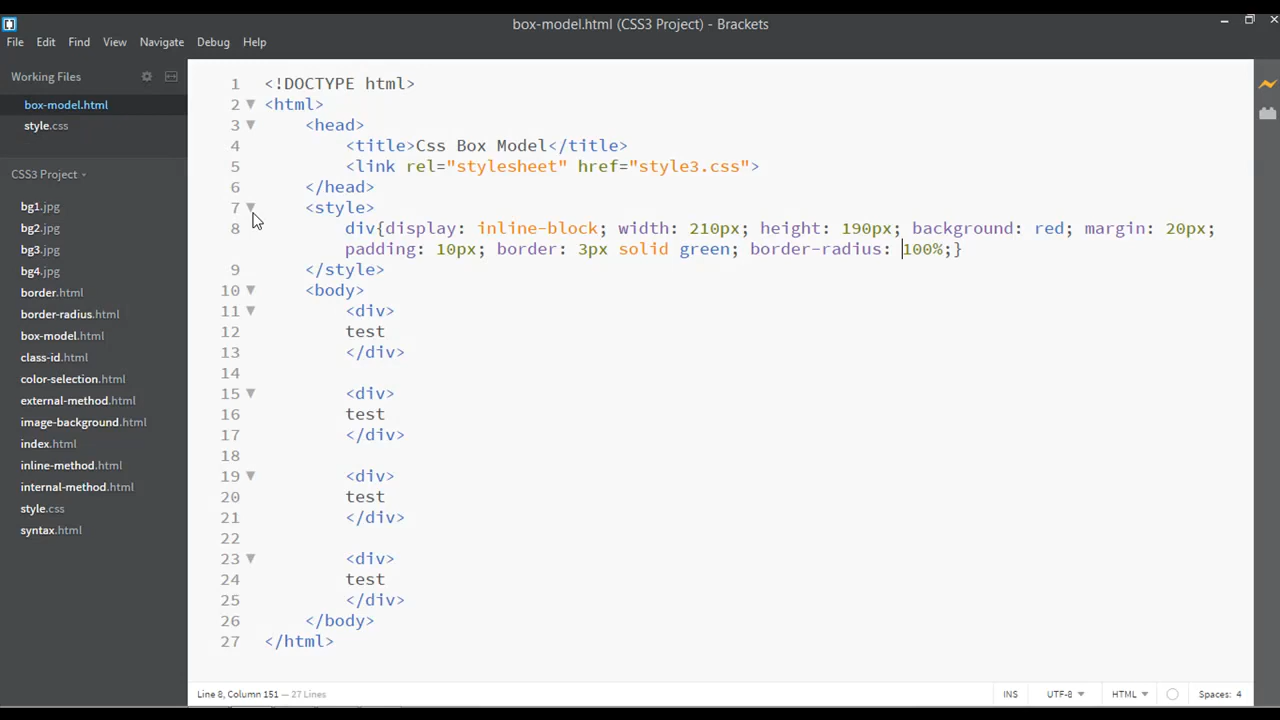 box-model.html (CSS3 Project) - Brackets
File Edit Find View Navigate Debug Help
Working Files
box-model.html
style.css
CSS3 Project
bg1.jpg
bg2.jpg
bg3.jpg
bg4.jpg
border.html
border-radius.html
box-model.html
class-id.html
color-selection.html
external-method.html
image-background.html
index.html
inline-method.html
internal-method.html
style.css
syntax.html
1 <!DOCTYPE html>
2 <html>
3 <head>
4 <title>Css Box Model</title>
5 <link rel="stylesheet" href="style3.css">
6 </head>
7 <style>
8 div{display: inline-block; width: 210px; height: 190px; background: red; margin: 20px;
padding: 10px; border: 3px solid green; border-radius: 100%;}
9 </style>
10 <body>
11 <div>
12 test
13 </div>
14
15 <div>
16 test
17 </div>
18
19 <div>
20 test
21 </div>
22
23 <div>
24 test
25 </div>
26 </body>
27 </html>
Line 8, Column 151 — 27 Lines
INS UTF-8 HTML Spaces: 4